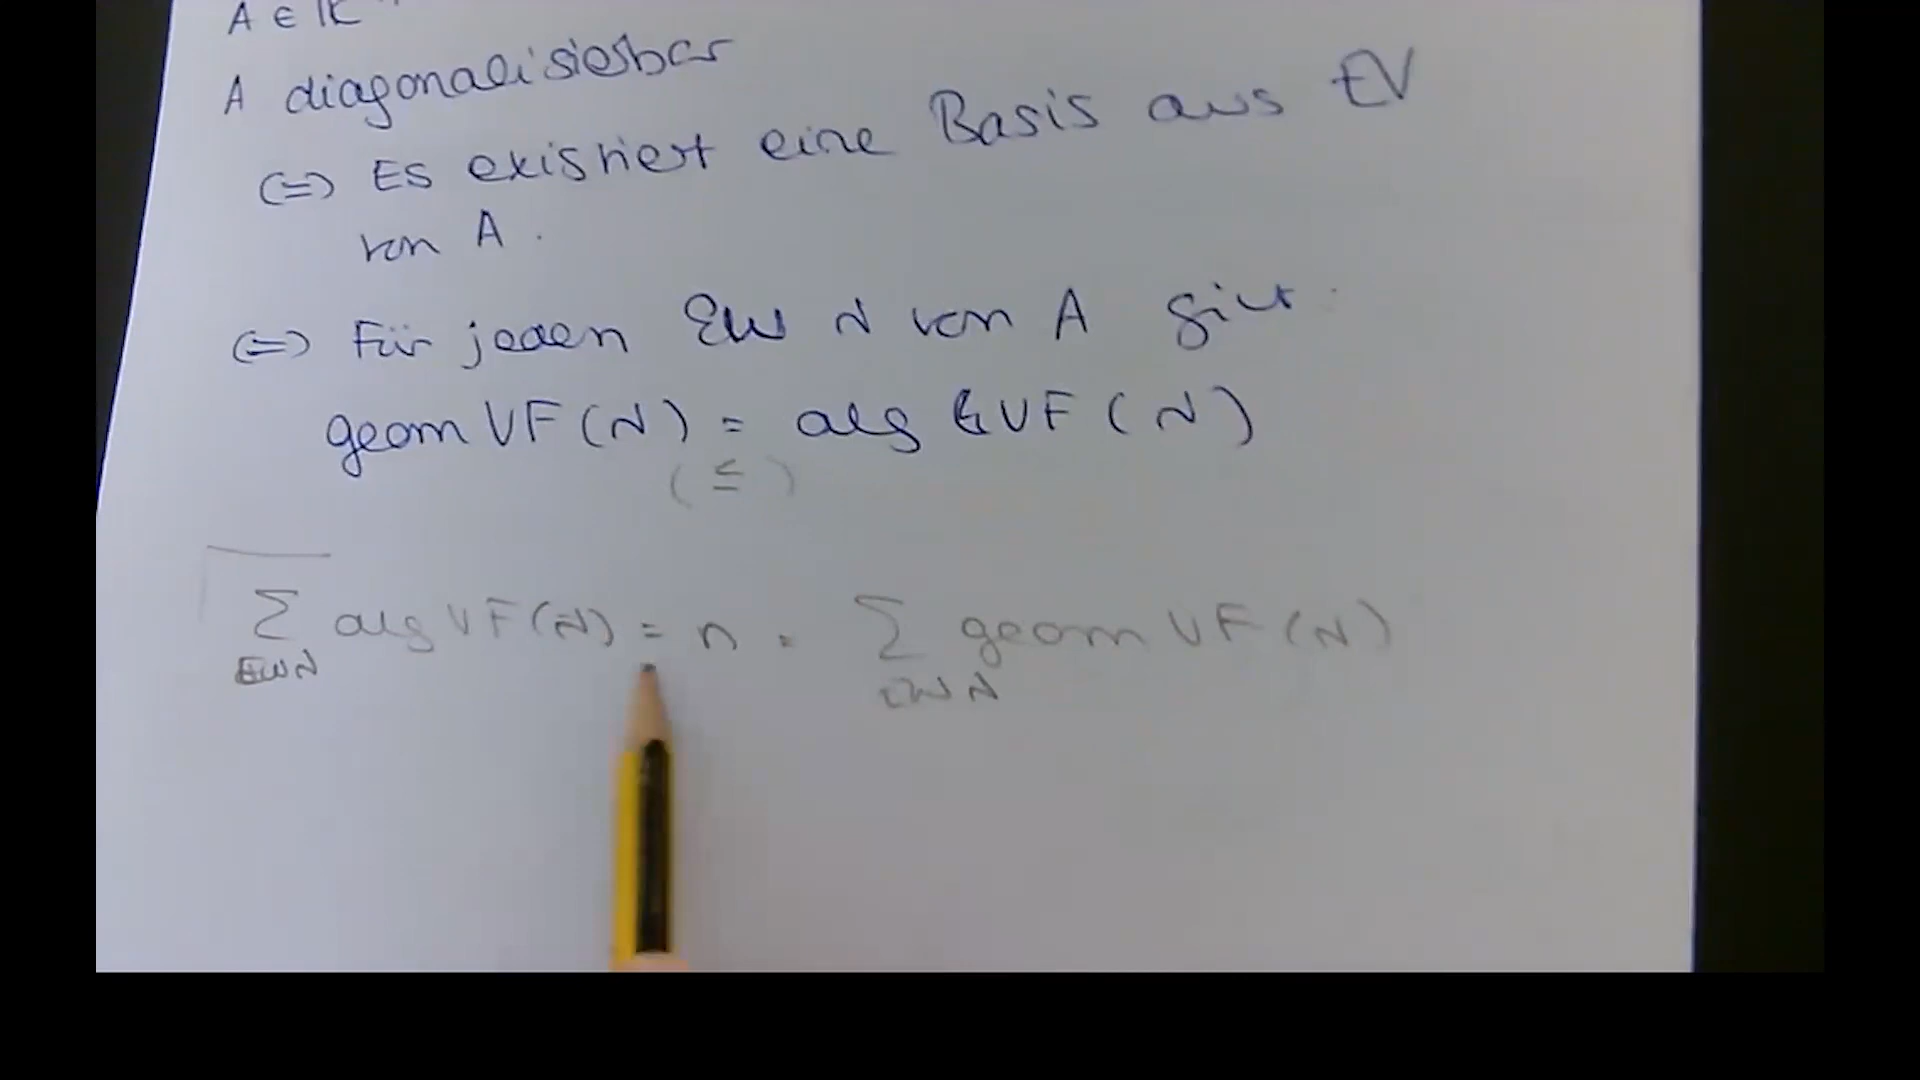 A ∈ K
A diagonalisierbar
(=) Es existiert eine Basis aus EV
von A.
(=) Für jeden EW λ von A gilt:
geom VF(λ) = alg VF(λ)
(≤)
∑ alg VF(λ) = n = ∑ geom VF(λ)
EW λ EW λ